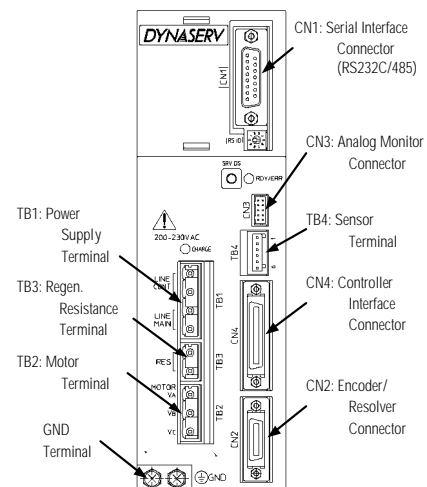 DYNASERV
CN1: Serial Interface
Connector
(RS232C/485)
CN1
RS ID
SRV DS
RDY/ERR
CN3: Analog Monitor
Connector
CN3
200-230VAC
CHARGE
TB4: Sensor
Terminal
TB4
1
6
TB1: Power
Supply
Terminal
LINE
CONT
LINE
MAIN
TB1
CN4: Controller
Interface
Connector
CN4
TB3: Regen.
Resistance
Terminal
RES
TB3
TB2: Motor
Terminal
MOTOR
VA
VB
VC
TB2
CN2: Encoder/
Resolver
Connector
CN2
GND
Terminal
GND